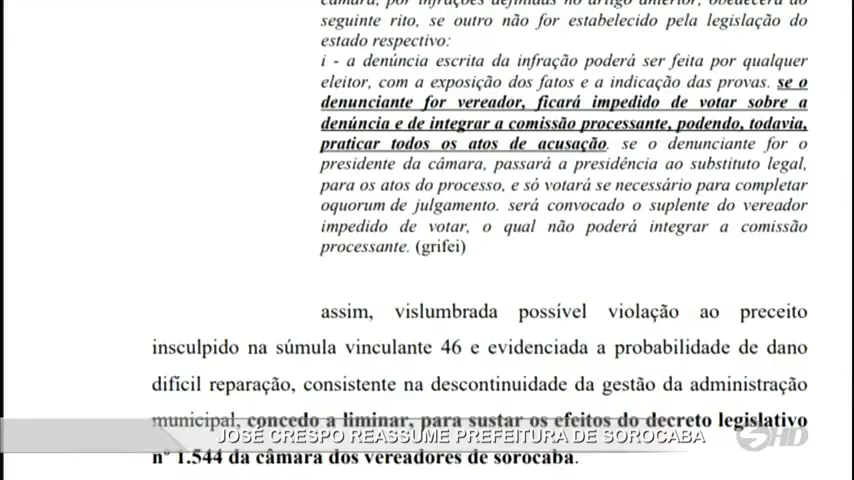 câmara, por infrações definidas no artigo anterior, obedecerá ao
seguinte rito, se outro não for estabelecido pela legislação do
estado respectivo:
i - a denúncia escrita da infração poderá ser feita por qualquer
eleitor, com a exposição dos fatos e a indicação das provas. se o
denunciante for vereador, ficará impedido de votar sobre a
denúncia e de integrar a comissão processante, podendo, todavia,
praticar todos os atos de acusação. se o denunciante for o
presidente da câmara, passará a presidência ao substituto legal,
para os atos do processo, e só votará se necessário para completar
oquorum de julgamento. será convocado o suplente do vereador
impedido de votar, o qual não poderá integrar a comissão
processante. (grifei)
assim, vislumbrada possível violação ao preceito
insculpido na súmula vinculante 46 e evidenciada a probabilidade de dano
difícil reparação, consistente na descontinuidade da gestão da administração
municipal, concedo a liminar, para sustar os efeitos do decreto legislativo
JOSÉ CRESPO REASSUME PREFEITURA DE SOROCABA
HD
nº 1.544 da câmara dos vereadores de sorocaba.